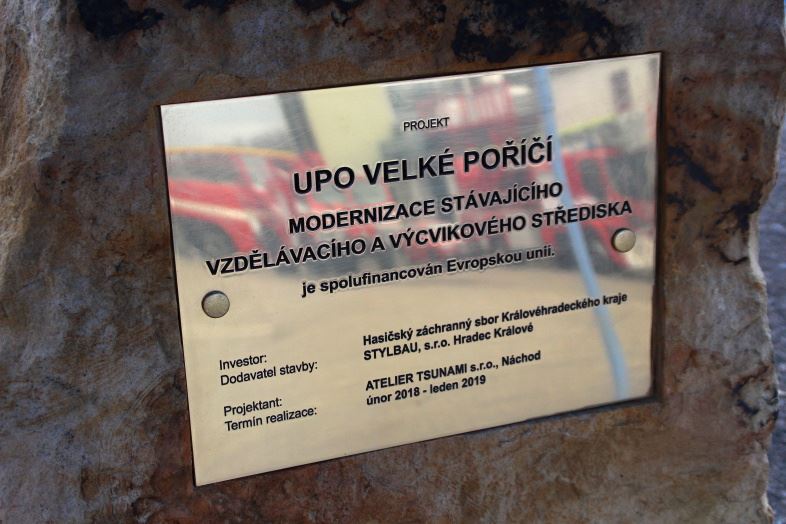 PROJEKT
UPO VELKÉ POŘÍČÍ
MODERNIZACE STÁVAJÍCÍHO
VZDĚLÁVACÍHO A VÝCVIKOVÉHO STŘEDISKA
je spolufinancován Evropskou unii.
Investor: Hasičský záchranný sbor Královéhradeckého kraje
Dodavatel stavby: STYLBAU, s.r.o. Hradec Králové
Projektant: ATELIER TSUNAMI s.r.o., Náchod
Termín realizace: únor 2018 - leden 2019